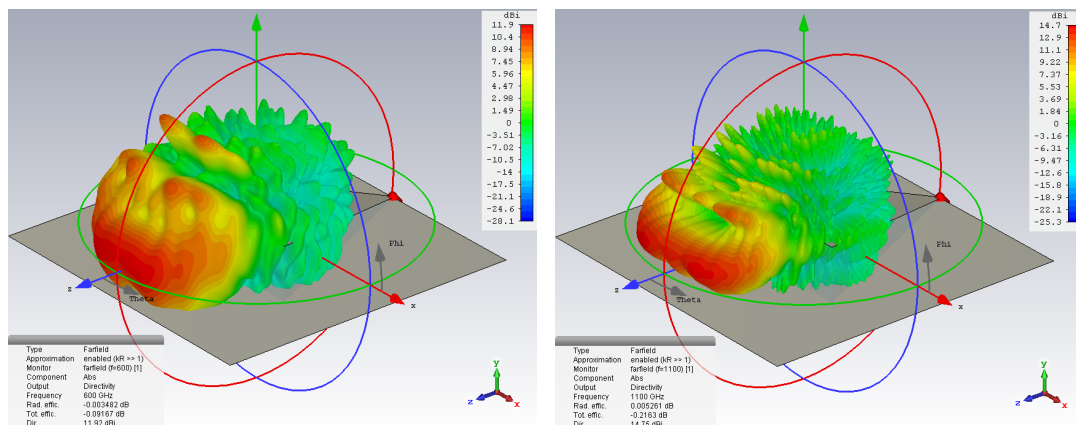 dBi
11.9
10.4
8.94
7.45
5.96
4.47
2.98
1.49
0
-3.51
-7.02
-10.5
-14
-17.5
-21.1
-24.6
-28.1
Phi
z
Theta
x
Type Farfield
Approximation enabled (kR >> 1)
Monitor farfield (f=600) [1]
Component Abs
Output Directivity
Frequency 600 GHz
Rad. effic. -0.003482 dB
Tot. effic. -0.09167 dB
Dir. 11.92 dBi
y
z
x
dBi
14.7
12.9
11.1
9.22
7.37
5.53
3.69
1.84
0
-3.16
-6.31
-9.47
-12.6
-15.8
-18.9
-22.1
-25.3
Phi
z
Theta
x
Type Farfield
Approximation enabled (kR >> 1)
Monitor farfield (f=1100) [1]
Component Abs
Output Directivity
Frequency 1100 GHz
Rad. effic. 0.005261 dB
Tot. effic. -0.2163 dB
Dir. 14.75 dBi
y
z
x